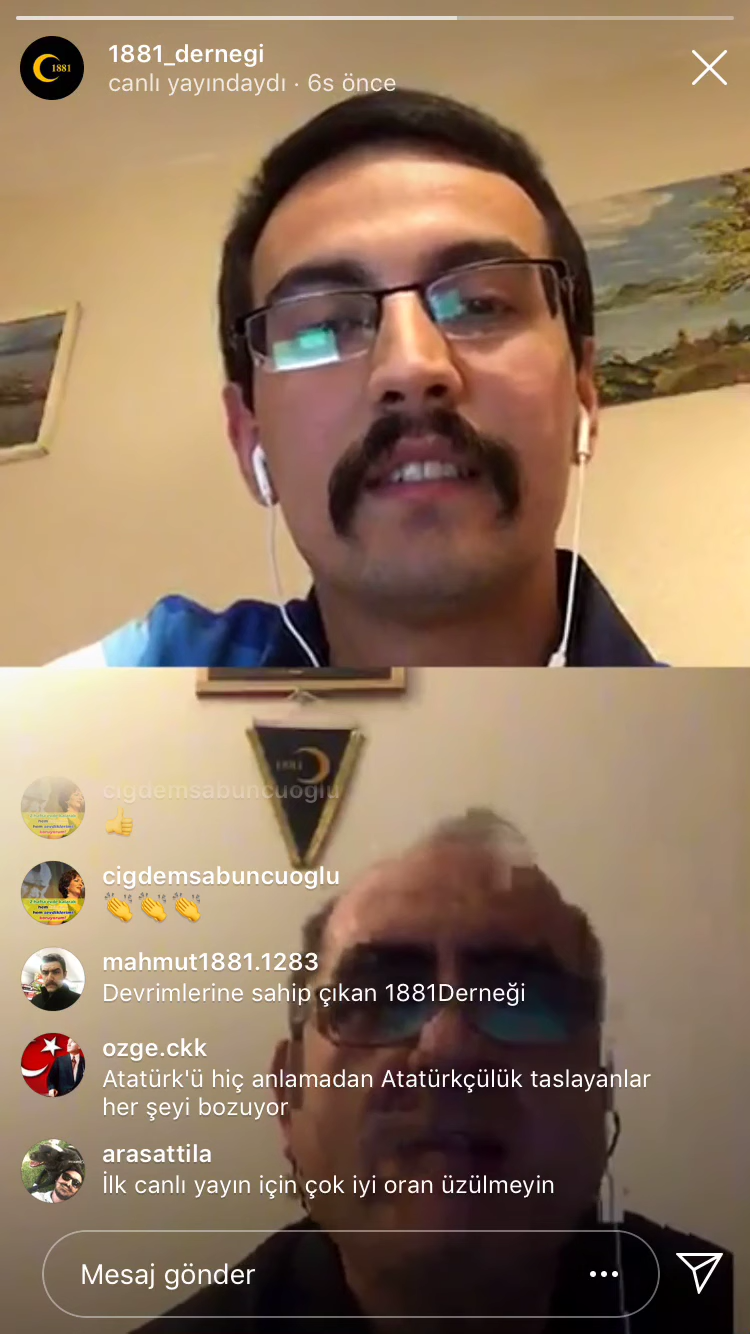 1881_dernegi
canlı yayındaydı · 6s önce
1881
1881
cigdemsabuncuoglu
👍
cigdemsabuncuoglu
👏👏👏
mahmut1881.1283
Devrimlerine sahip çıkan 1881Derneği
ozge.ckk
Atatürk'ü hiç anlamadan Atatürkçülük taslayanlar
her şeyi bozuyor
arasattila
İlk canlı yayın için çok iyi oran üzülmeyin
Mesaj gönder